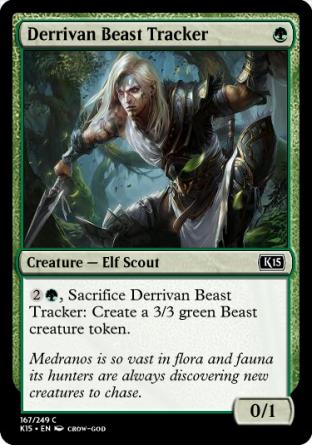 Derrivan Beast Tracker
Creature — Elf Scout
K15
2, Sacrifice Derrivan Beast
Tracker: Create a 3/3 green Beast
creature token.
Medranos is so vast in flora and fauna
its hunters are always discovering new
creatures to chase.
0/1
167/249 C
K15 • EN CROW-GOD